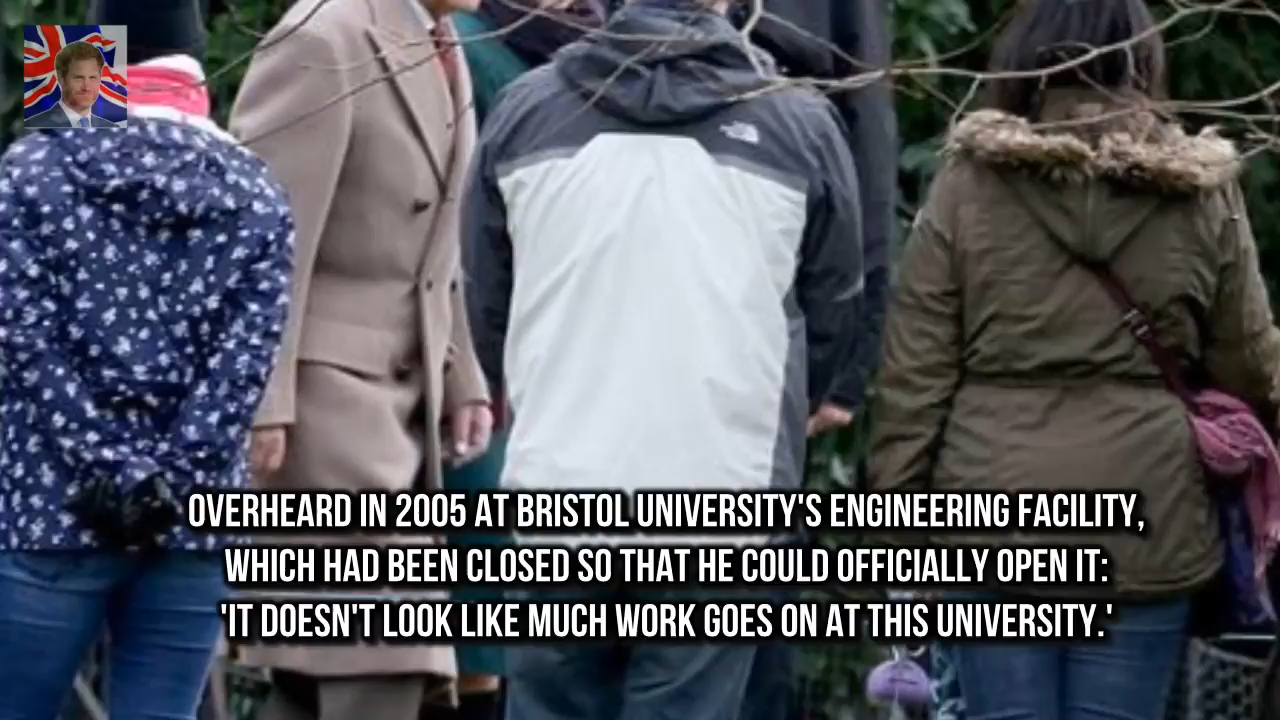 OVERHEARD IN 2005 AT BRISTOL UNIVERSITY'S ENGINEERING FACILITY,
WHICH HAD BEEN CLOSED SO THAT HE COULD OFFICIALLY OPEN IT:
'IT DOESN'T LOOK LIKE MUCH WORK GOES ON AT THIS UNIVERSITY.'